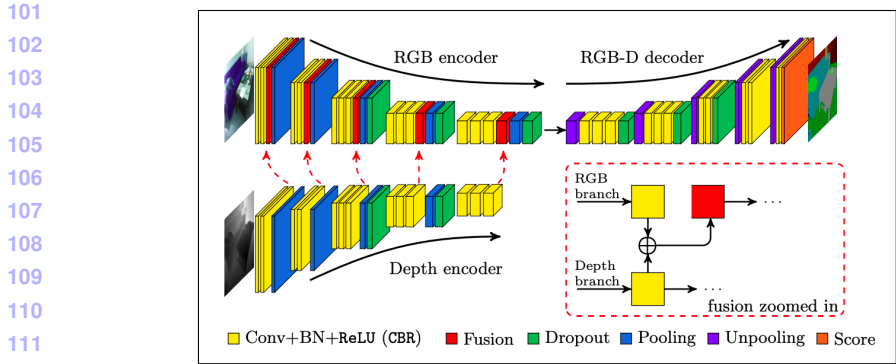 101
102
103
104
105
106
107
108
109
110
111
RGB encoder
RGB-D decoder
RGB
branch
Depth
branch
Depth encoder
fusion zoomed in
Conv+BN+ReLU (CBR) Fusion Dropout Pooling Unpooling Score